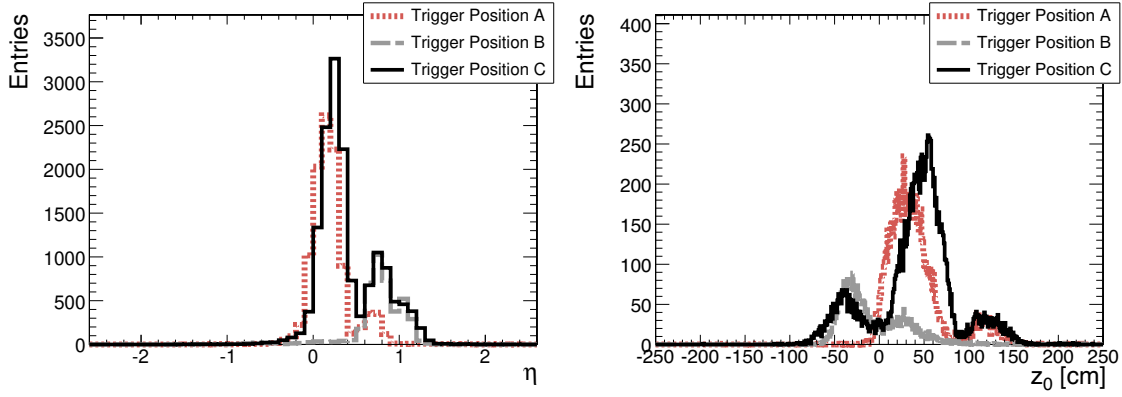 Entries
3500
3000
2500
2000
1500
1000
500
0
-2
-1
0
1
2
η
Trigger Position A
Trigger Position B
Trigger Position C
Entries
400
350
300
250
200
150
100
50
0
-250 -200 -150 -100 -50 0 50 100 150 200 250
z0 [cm]
Trigger Position A
Trigger Position B
Trigger Position C